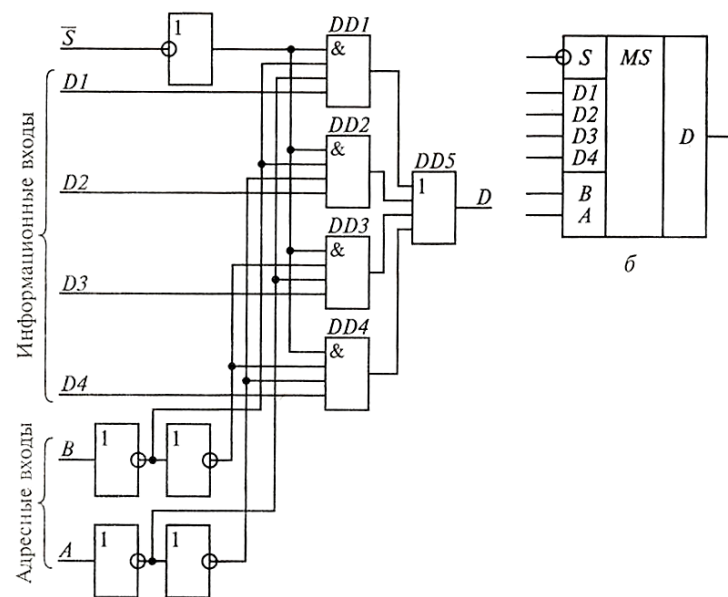 S̅
1
D1
D2
D3
D4
Информационные входы
B
1
1
A
1
1
Адресные входы
DD1
&
DD2
&
DD3
&
DD4
&
DD5
1
D
S
MS
D1
D2
D3
D4
D
B
A
б